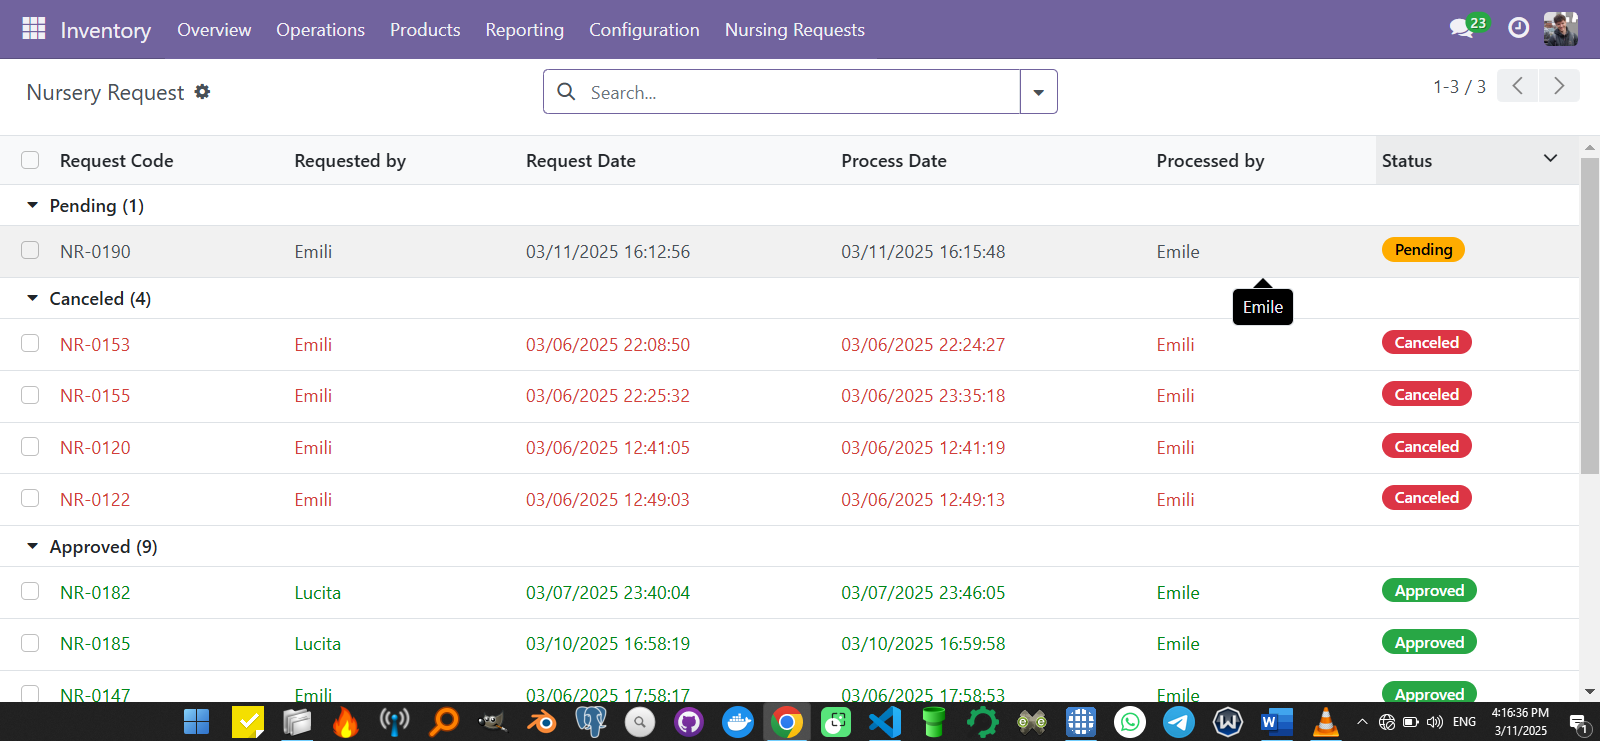 Inventory Overview Operations Products Reporting Configuration Nursing Requests 23
Nursery Request Search... 1-3 / 3
Request Code Requested by Request Date Process Date Processed by Status
Pending (1)
NR-0190 Emili 03/11/2025 16:12:56 03/11/2025 16:15:48 Emile Pending
Canceled (4)
Emile
NR-0153 Emili 03/06/2025 22:08:50 03/06/2025 22:24:27 Emili Canceled
NR-0155 Emili 03/06/2025 22:25:32 03/06/2025 23:35:18 Emili Canceled
NR-0120 Emili 03/06/2025 12:41:05 03/06/2025 12:41:19 Emili Canceled
NR-0122 Emili 03/06/2025 12:49:03 03/06/2025 12:49:13 Emili Canceled
Approved (9)
NR-0182 Lucita 03/07/2025 23:40:04 03/07/2025 23:46:05 Emile Approved
NR-0185 Lucita 03/10/2025 16:58:19 03/10/2025 16:59:58 Emile Approved
NR-0147 Emili 03/06/2025 17:58:17 03/06/2025 17:58:53 Emile Approved
ENG 4:16:36 PM 1
3/11/2025